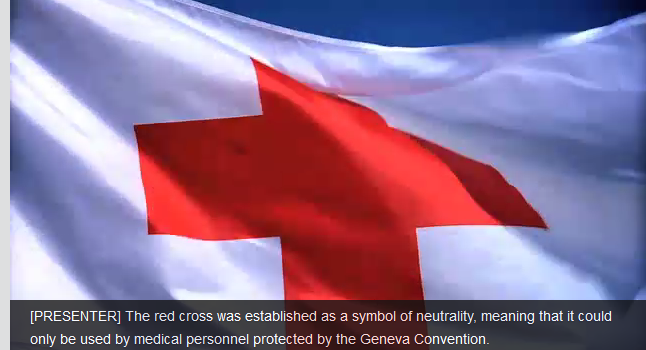 [PRESENTER] The red cross was established as a symbol of neutrality, meaning that it could
only be used by medical personnel protected by the Geneva Convention.